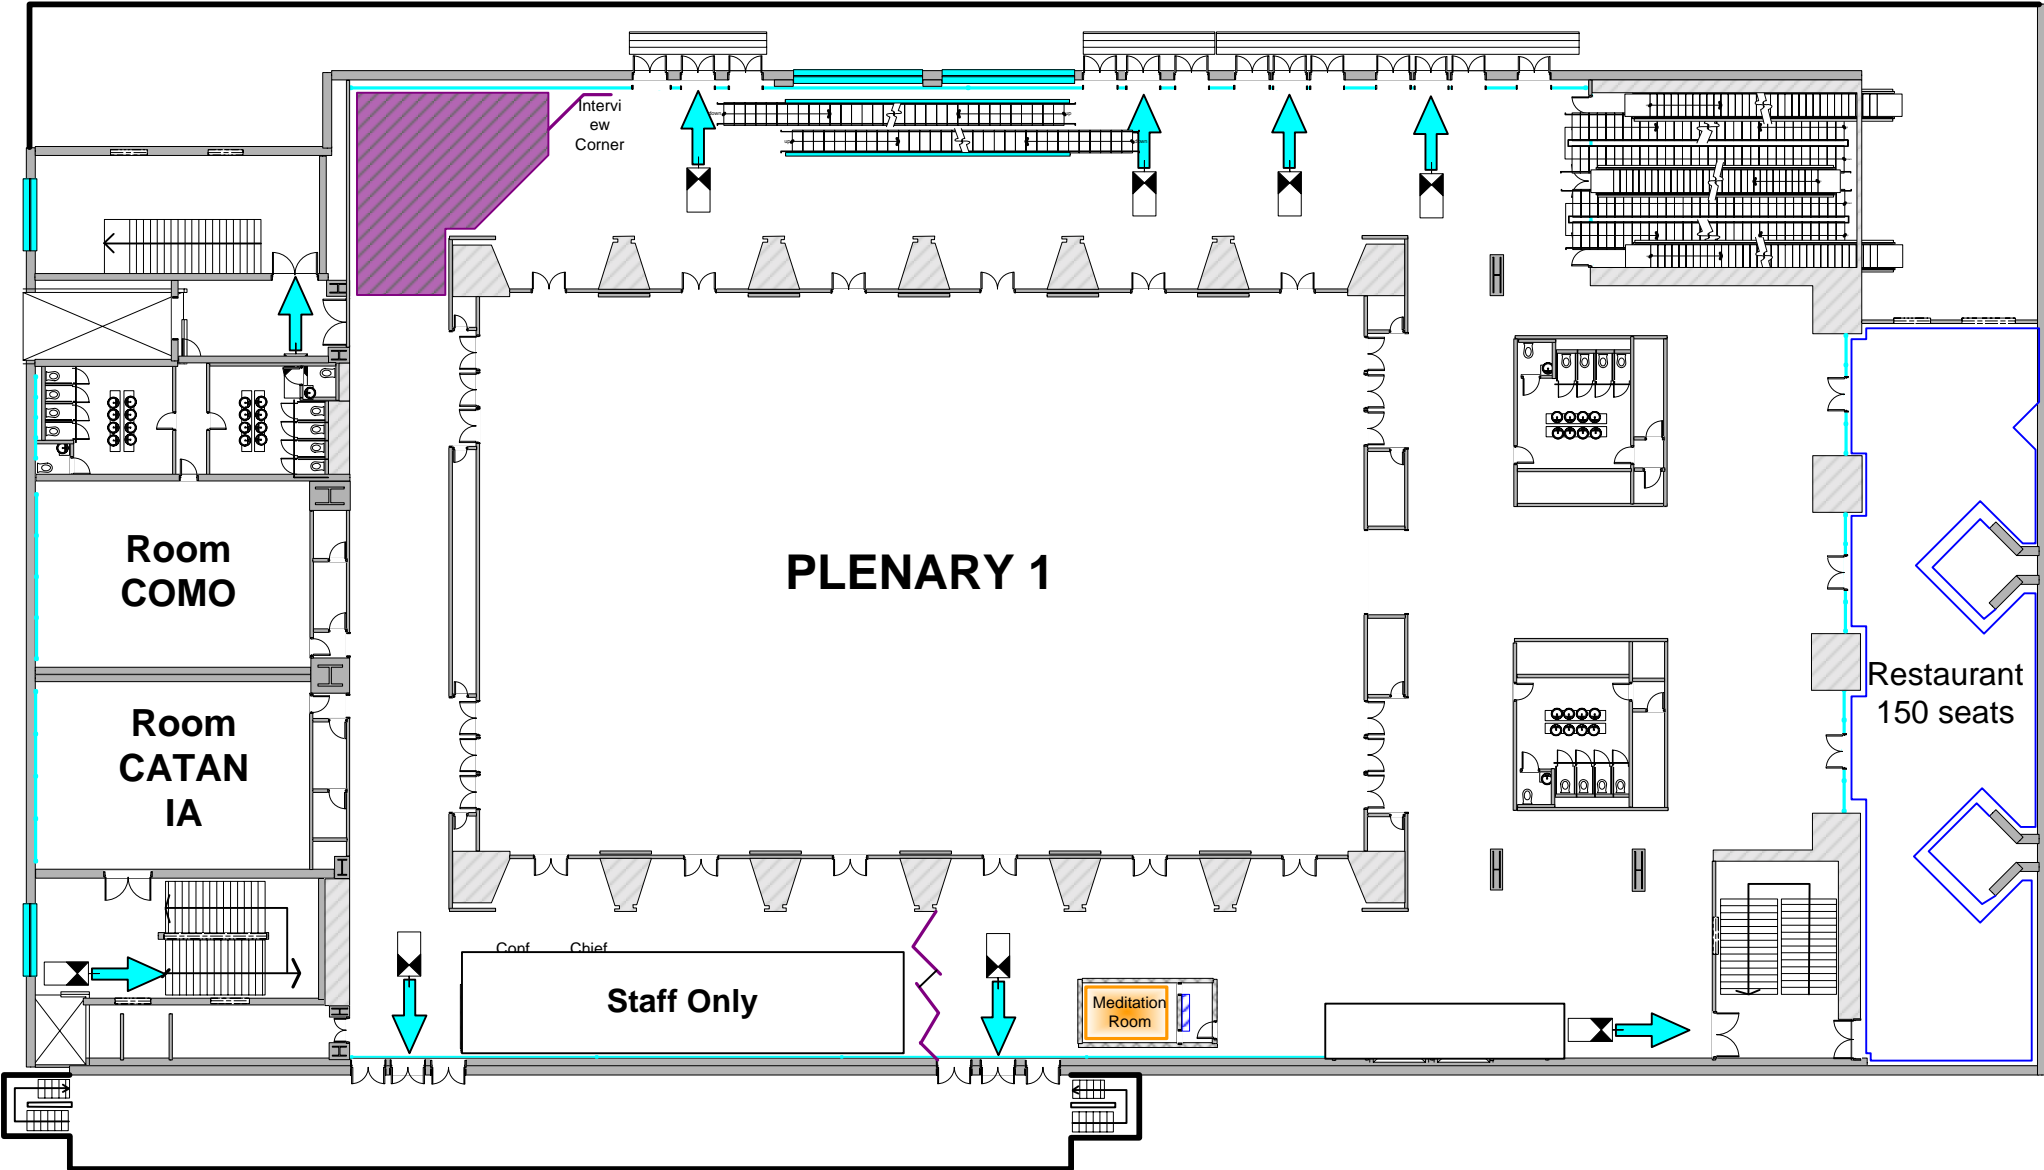 Intervi
ew
Corner
Room
COMO
PLENARY 1
Restaurant
150 seats
Room
CATAN
IA
Conf Chief
Staff Only
Meditation
Room